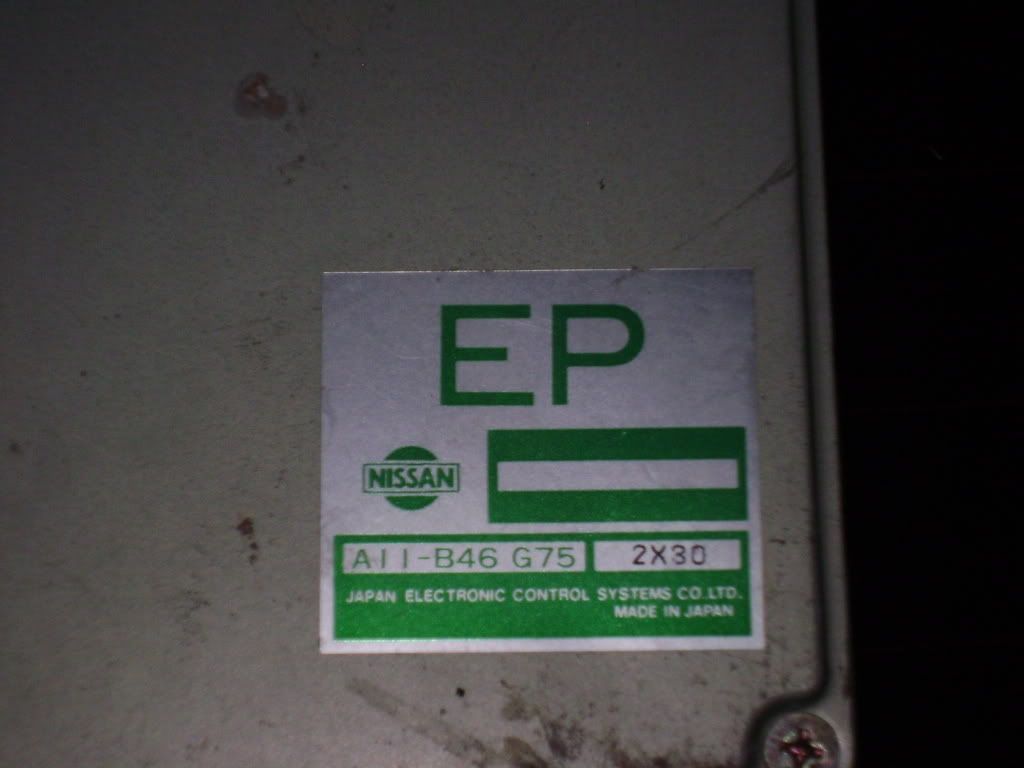 EP
NISSAN
A11-B46 G75 2X30
JAPAN ELECTRONIC CONTROL SYSTEMS CO.LTD.
MADE IN JAPAN